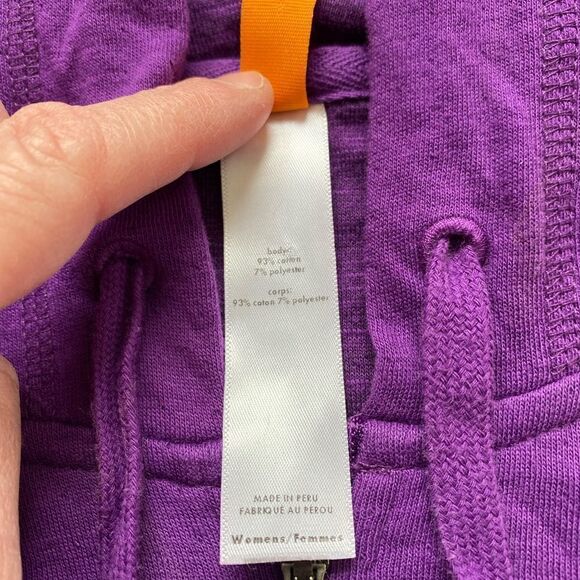 body:
93% cotton
7% polyester
corps:
93% coton 7% polyester
MADE IN PERU
FABRIQUÉ AU PÉROU
Womens/Femmes